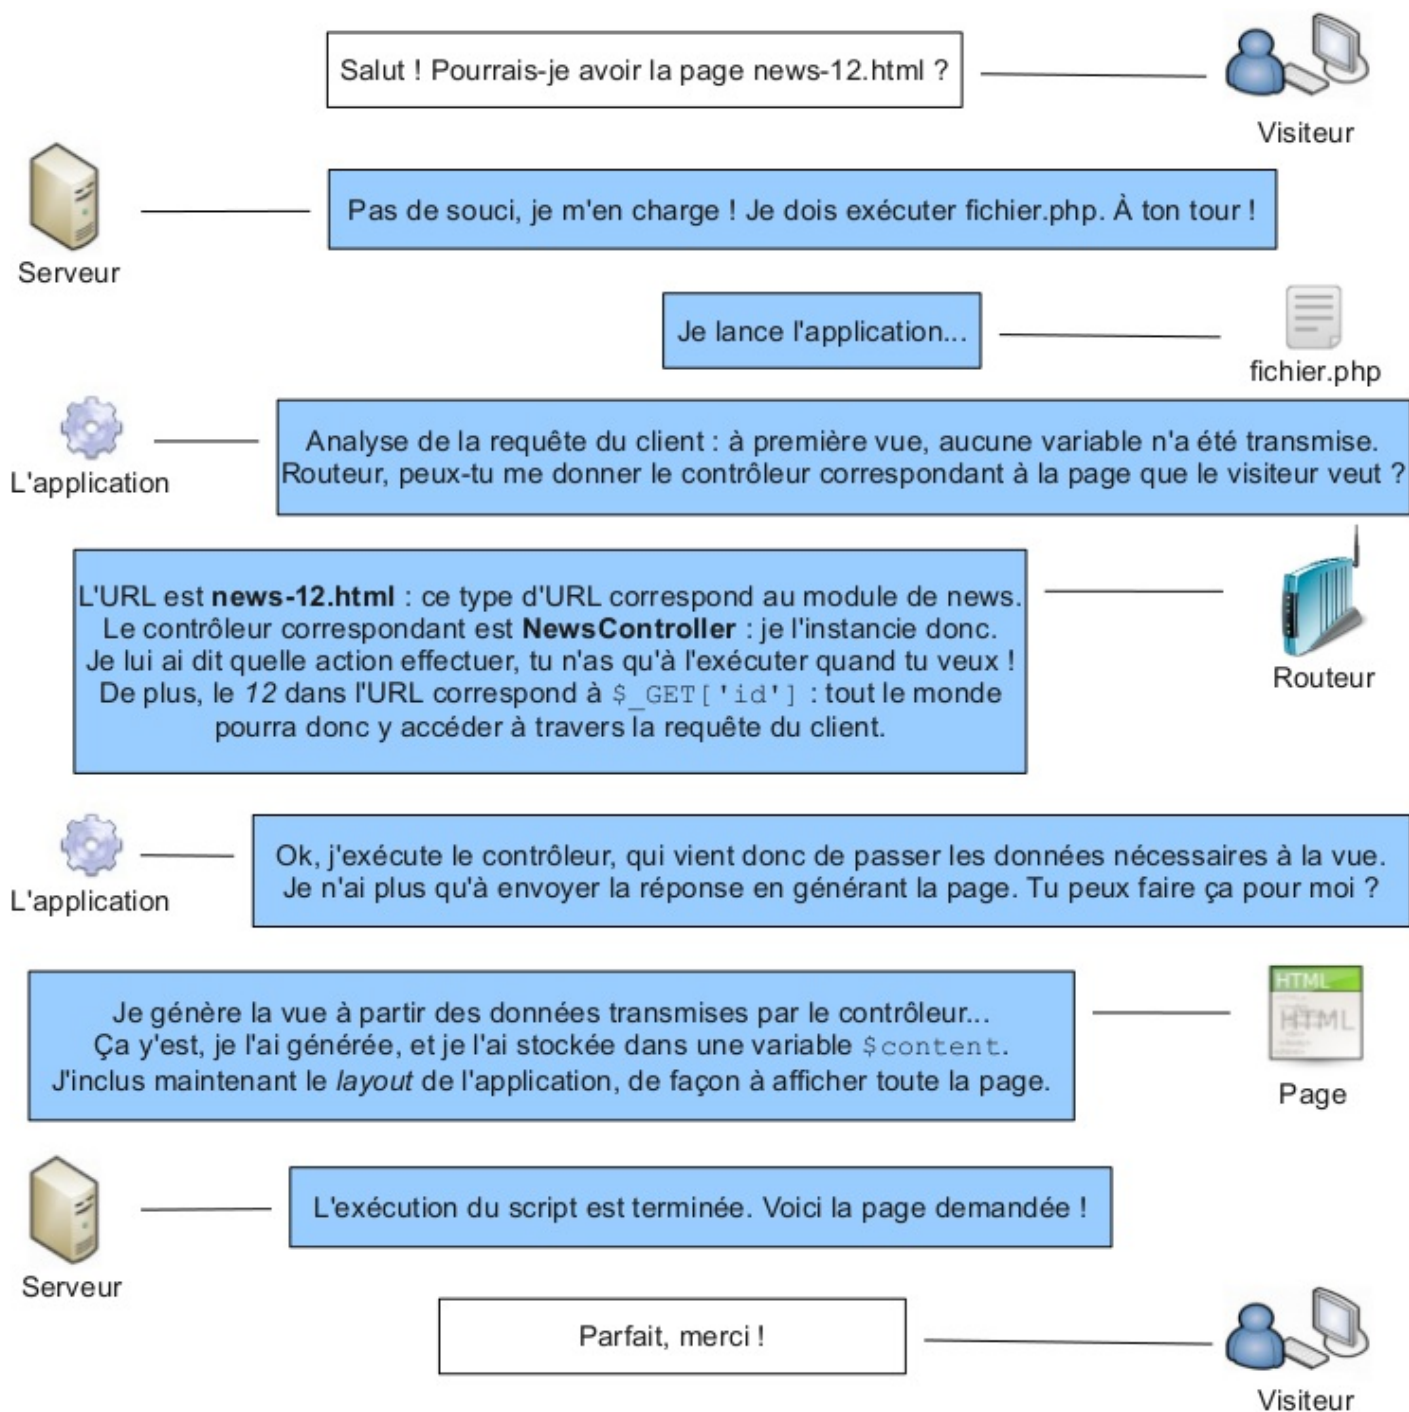 Salut ! Pourrais-je avoir la page news-12.html ?
Visiteur
Pas de souci, je m'en charge ! Je dois exécuter fichier.php. À ton tour !
Serveur
Je lance l'application...
fichier.php
Analyse de la requête du client : à première vue, aucune variable n'a été transmise.
Routeur, peux-tu me donner le contrôleur correspondant à la page que le visiteur veut ?
L'application
L'URL est news-12.html : ce type d'URL correspond au module de news.
Le contrôleur correspondant est NewsController : je l'instancie donc.
Je lui ai dit quelle action effectuer, tu n'as qu'à l'exécuter quand tu veux !
De plus, le 12 dans l'URL correspond à $_GET['id'] : tout le monde
pourra donc y accéder à travers la requête du client.
Routeur
Ok, j'exécute le contrôleur, qui vient donc de passer les données nécessaires à la vue.
Je n'ai plus qu'à envoyer la réponse en générant la page. Tu peux faire ça pour moi ?
L'application
Je génère la vue à partir des données transmises par le contrôleur...
Ça y'est, je l'ai générée, et je l'ai stockée dans une variable $content.
J'inclus maintenant le layout de l'application, de façon à afficher toute la page.
HTML
HTML
Page
L'exécution du script est terminée. Voici la page demandée !
Serveur
Parfait, merci !
Visiteur